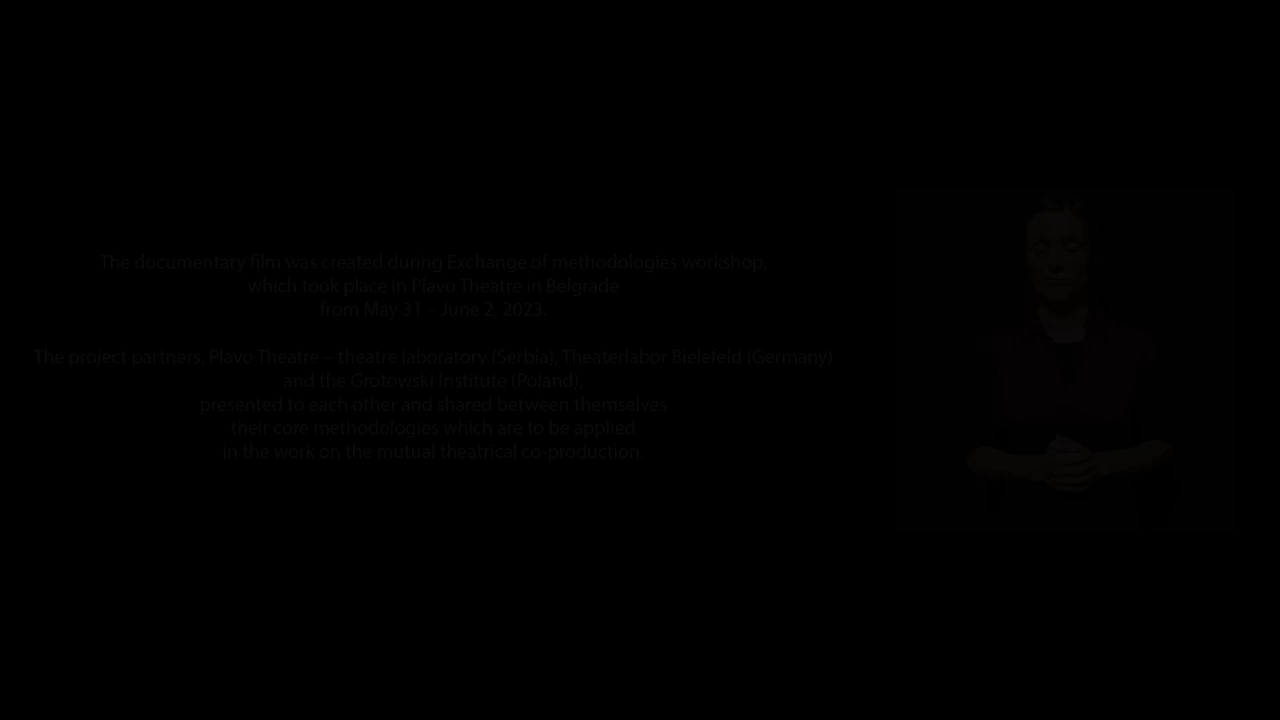 The documentary film was created during Exchange of methodologies workshop,
which took place in Plavo Theatre in Belgrade
from May 31 – June 2, 2023.
The project partners, Plavo Theatre – theatre laboratory (Serbia), Theaterlabor Bielefeld (Germany)
and the Grotowski Institute (Poland),
presented to each other and shared between themselves
their core methodologies which are to be applied
in the work on the mutual theatrical co-production.